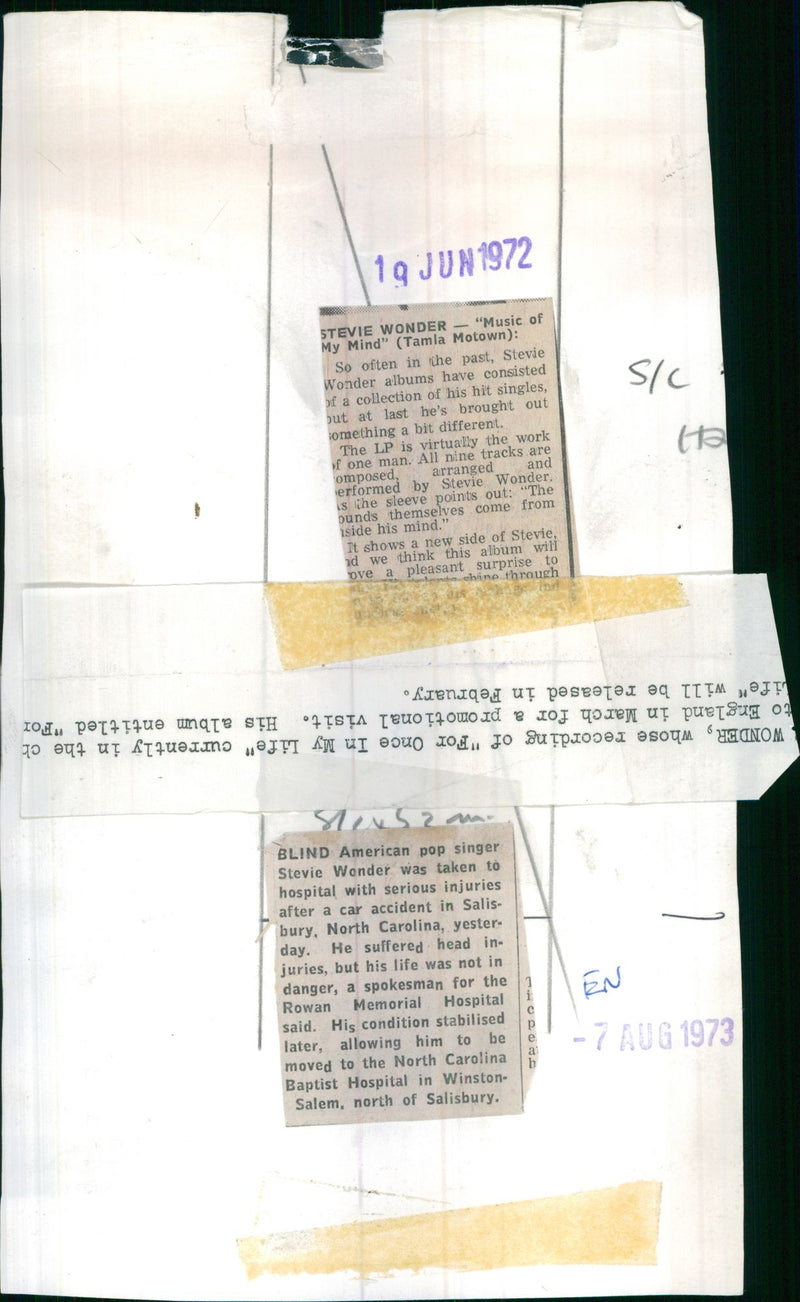 19 JUN 1972
STEVIE WONDER — "Music of
My Mind" (Tamla Motown):
So often in the past, Stevie
Wonder albums have consisted
of a collection of his hit singles,
but at last he's brought out
something a bit different.
The LP is virtually the work
of one man. All nine tracks are
composed, arranged and
performed by Stevie Wonder.
As the sleeve points out: "The
sounds themselves come from
inside his mind."
It shows a new side of Stevie,
and we think this album will
prove a pleasant surprise to
shine through
S/C
WONDER, whose recording of "For Once In My Life" currently in the ch
to England in March for a promotional visit. His album entitled "For
Life" will be released in February.
BLIND American pop singer
Stevie Wonder was taken to
hospital with serious injuries
after a car accident in Salis-
bury, North Carolina, yester-
day. He suffered head in-
juries, but his life was not in
danger, a spokesman for the
Rowan Memorial Hospital
said. His condition stabilised
later, allowing him to be
moved to the North Carolina
Baptist Hospital in Winston-
Salem, north of Salisbury.
EN
-7 AUG 1973